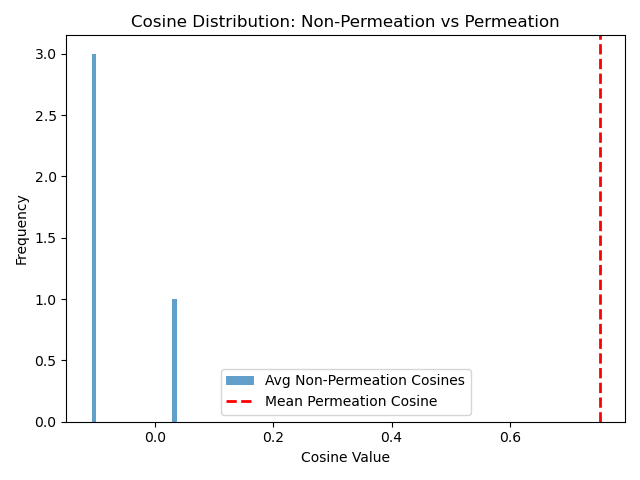 Cosine Distribution: Non-Permeation vs Permeation
3.0
2.5
2.0
1.5
1.0
0.5
0.0
Frequency
Avg Non-Permeation Cosines
Mean Permeation Cosine
0.0 0.2 0.4 0.6
Cosine Value